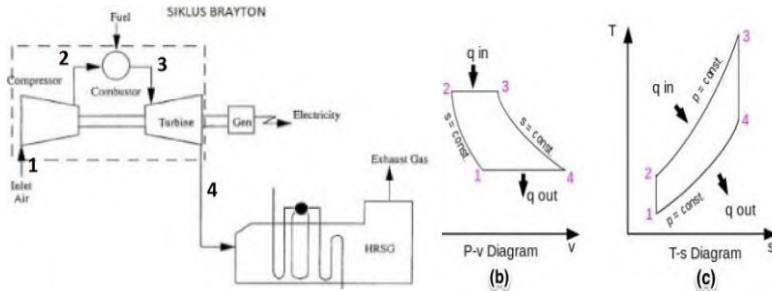 SIKLUS BRAYTON
Fuel
2
3
Compressor
Combustor
Turbine
Gen
Electricity
1
Inlet
Air
4
Exhaust Gas
HRSG
q in
2
3
s = const.
s = const.
1
4
q out
P-v Diagram
v
(b)
T
3
p = const.
q in
4
2
1
p = const.
q out
T-s Diagram
s
(c)